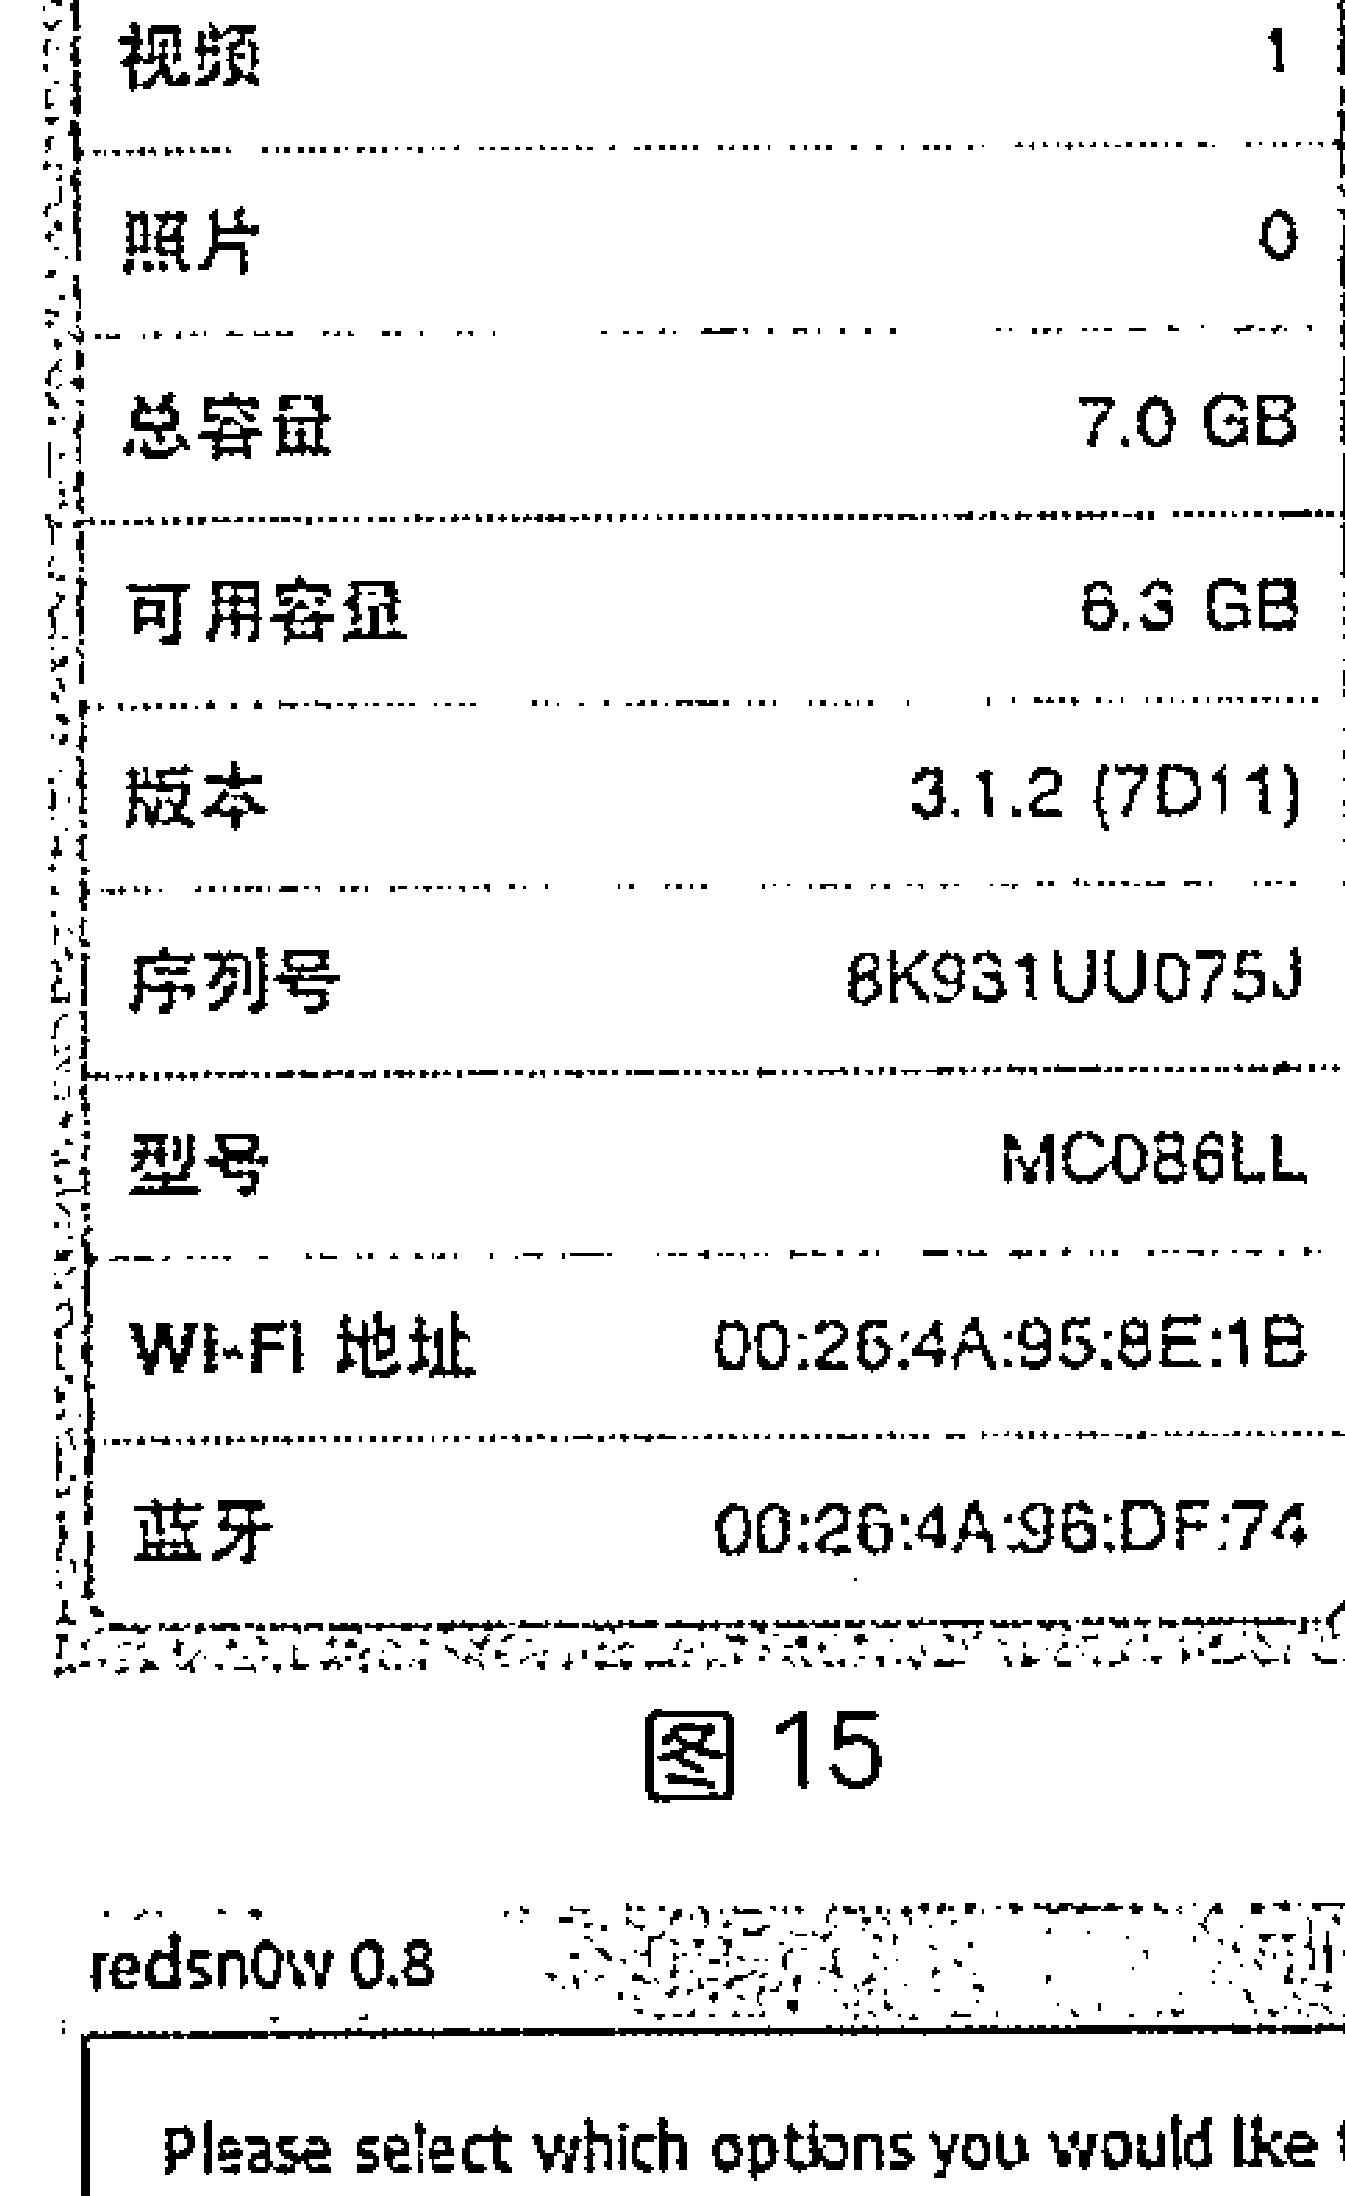 视频 1
照片 0
总容量 7.0 GB
可用容量 6.3 GB
版本 3.1.2 (7D11)
序列号 8K931UU075J
型号 MC086LL
Wi-Fi 地址 00:26:4A:95:8E:1B
蓝牙 00:26:4A:96:DF:74
图 15
redsn0w 0.8
Please select which options you would like